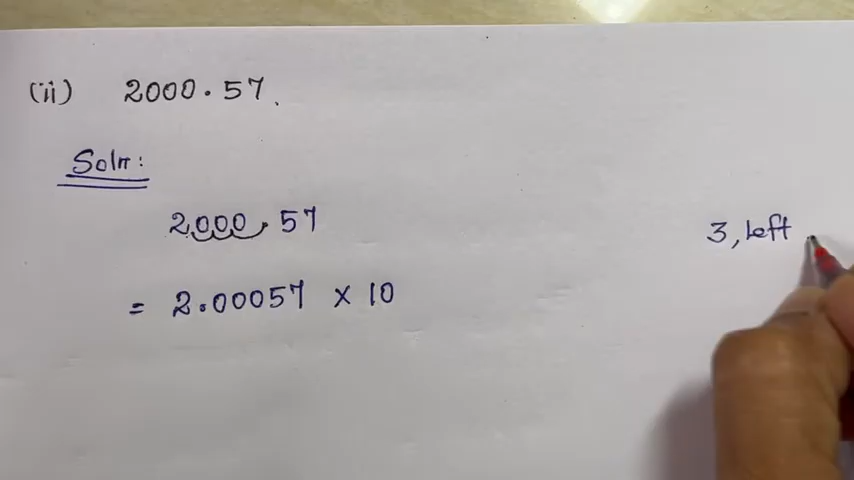 (ii) 2000.57.
Soln:
2000.57
3, left
= 2.00057 × 10